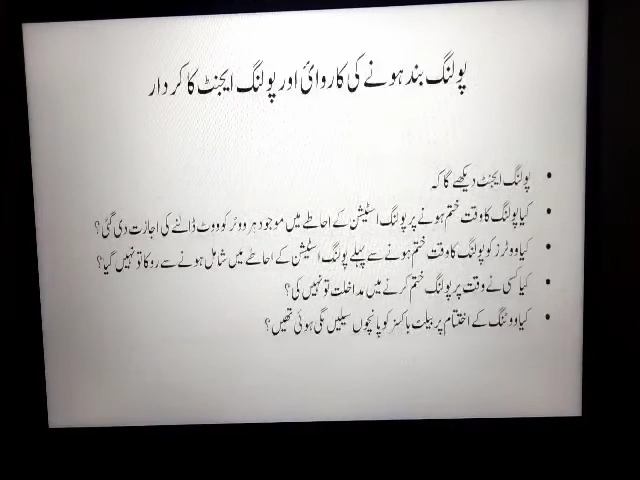 پولنگ بند ہونے کی کاروائی اور پولنگ ایجنٹ کا کردار
• پولنگ ایجنٹ دیکھے گا کہ
• کیا پولنگ کا وقت ختم ہونے پر پولنگ اسٹیشن کے احاطے میں موجود ہر ووٹر کو ووٹ ڈالنے کی اجازت دی گئی؟
• کیا ووٹرز کو پولنگ کا وقت ختم ہونے سے پہلے پولنگ اسٹیشن کے احاطے میں شامل ہونے سے روکا تو نہیں گیا؟
• کیا کسی نے وقت پر پولنگ ختم کرنے میں مداخلت تو نہیں کی؟
• کیا ووٹنگ کے اختتام پر بیلٹ باکسز کو پانچوں سیلیں لگی ہوئی تھیں؟